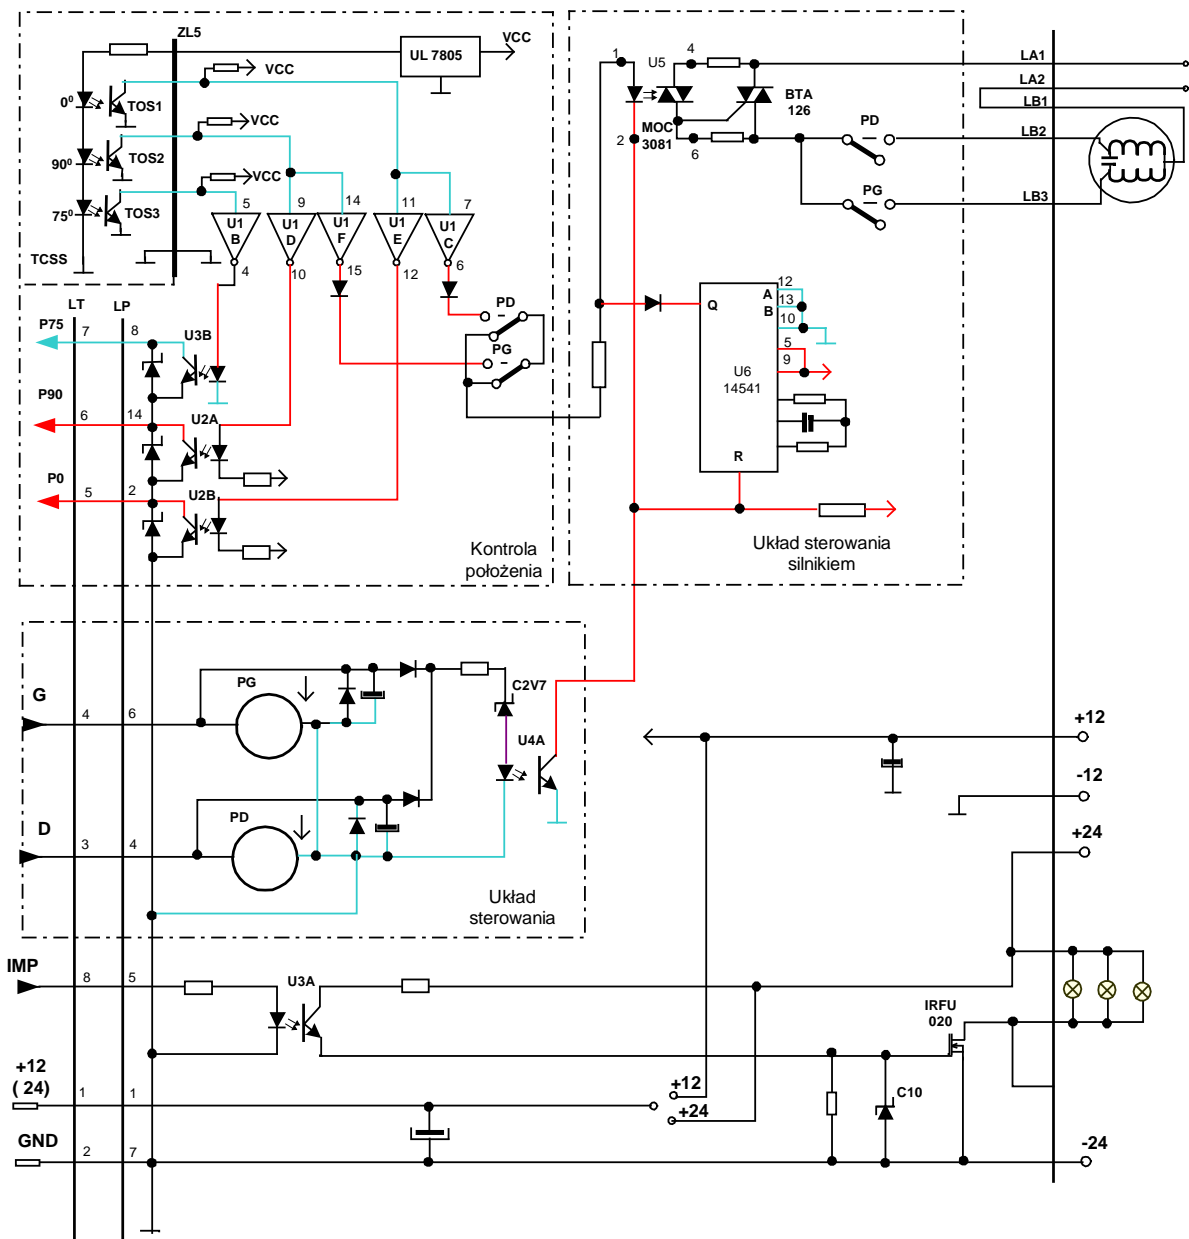 ZL5
UL 7805
VCC
VCC
VCC
VCC
0⁰
TOS1
90⁰
TOS2
75⁰
TOS3
TCSS
5
9
14
11
7
U1
B
U1
D
U1
F
U1
E
U1
C
4
10
15
12
6
LT
LP
P75
7
8
U3B
PD
PG
P90
6
14
U2A
P0
5
2
U2B
Kontrola
położenia
1
U5
4
2
MOC
3081
6
BTA
126
PD
PG
LA1
LA2
LB1
LB2
LB3
Q
A
B
12
13
10
5
9
U6
14541
R
Układ sterowania
silnikiem
G
4
6
PG
C2V7
U4A
D
3
4
PD
Układ
sterowania
+12
-12
+24
IMP
8
5
U3A
IRFU
020
+12
( 24)
1
1
+12
+24
C10
GND
2
7
-24